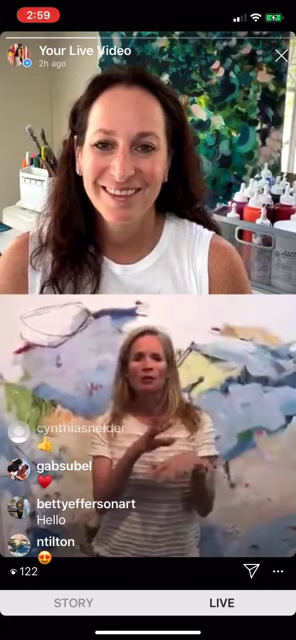 2:59
Your Live Video
2h ago
cynthiasneider
gabsubel
bettyeffersonart
Hello
ntilton
122
STORY
LIVE